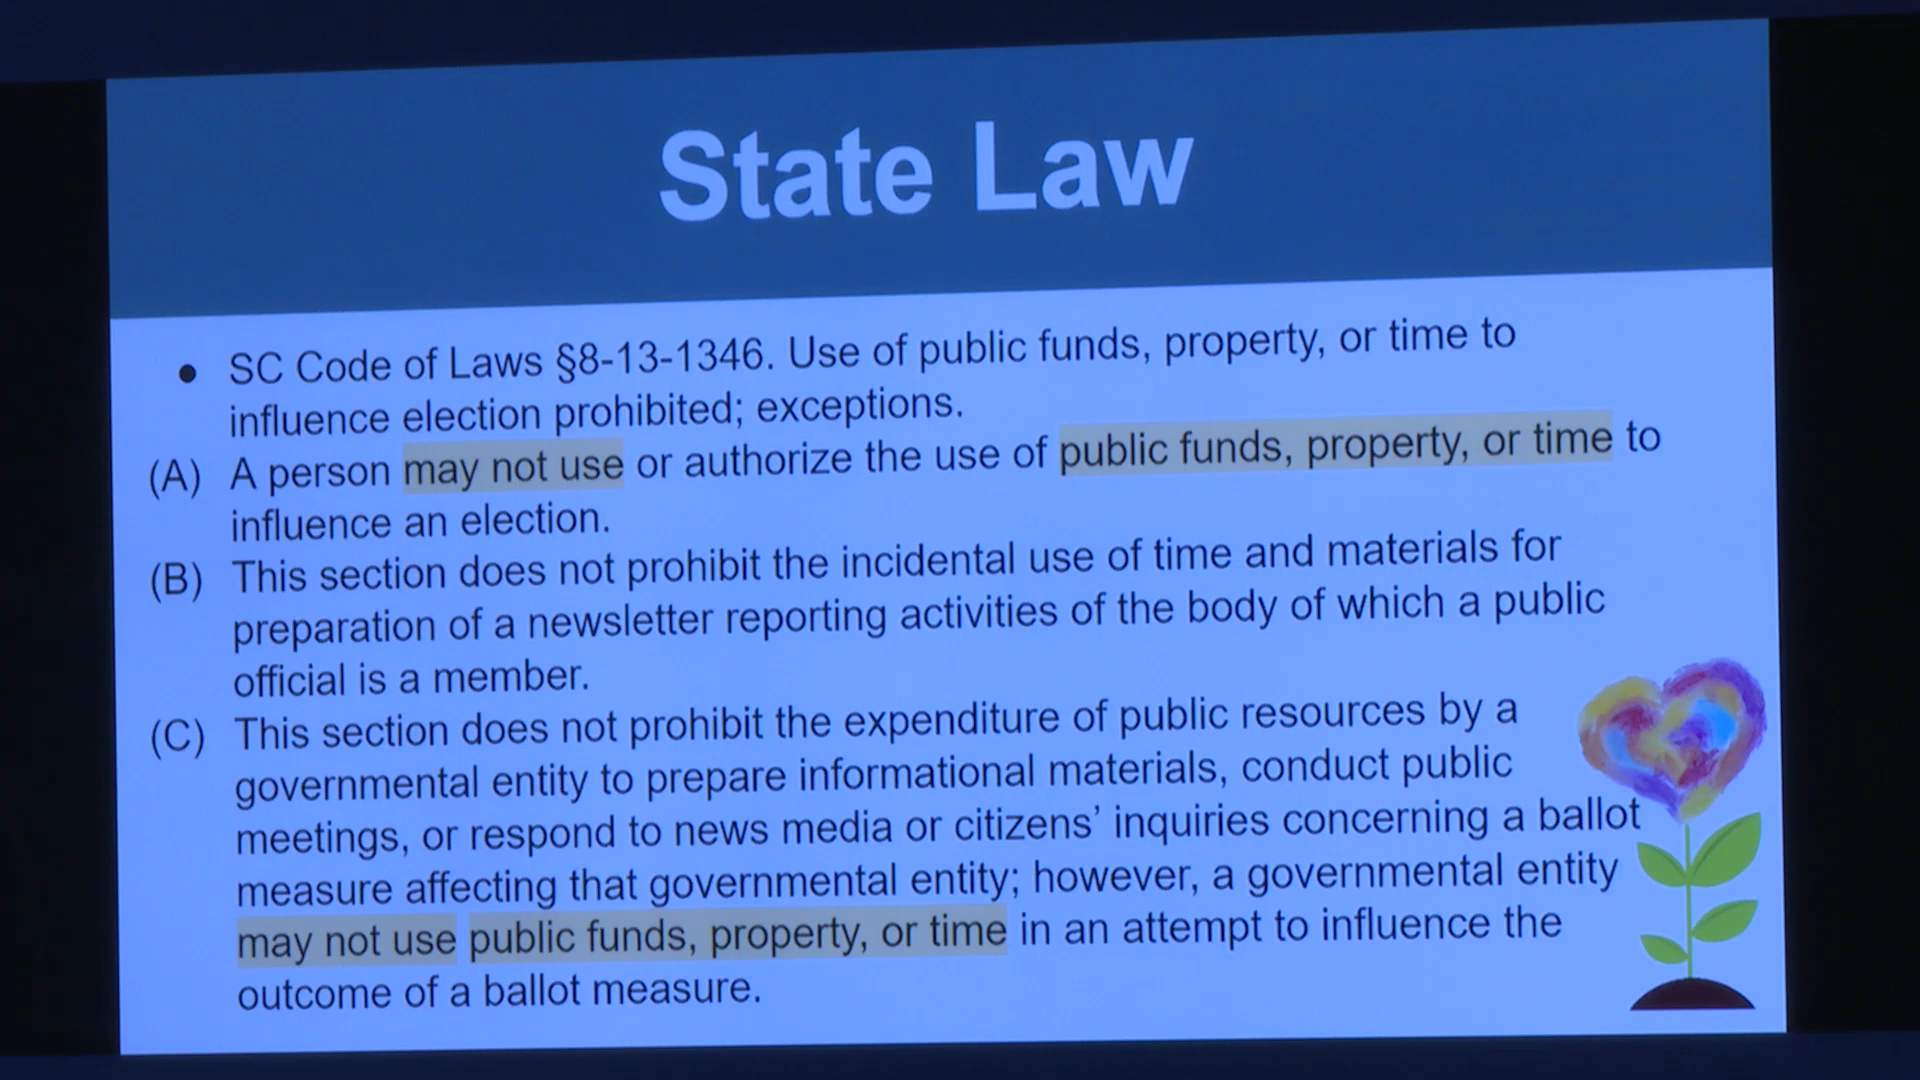 State Law
• SC Code of Laws §8-13-1346. Use of public funds, property, or time to
influence election prohibited; exceptions.
(A) A person may not use or authorize the use of public funds, property, or time to
influence an election.
(B) This section does not prohibit the incidental use of time and materials for
preparation of a newsletter reporting activities of the body of which a public
official is a member.
(C) This section does not prohibit the expenditure of public resources by a
governmental entity to prepare informational materials, conduct public
meetings, or respond to news media or citizens’ inquiries concerning a ballot
measure affecting that governmental entity; however, a governmental entity
may not use public funds, property, or time in an attempt to influence the
outcome of a ballot measure.